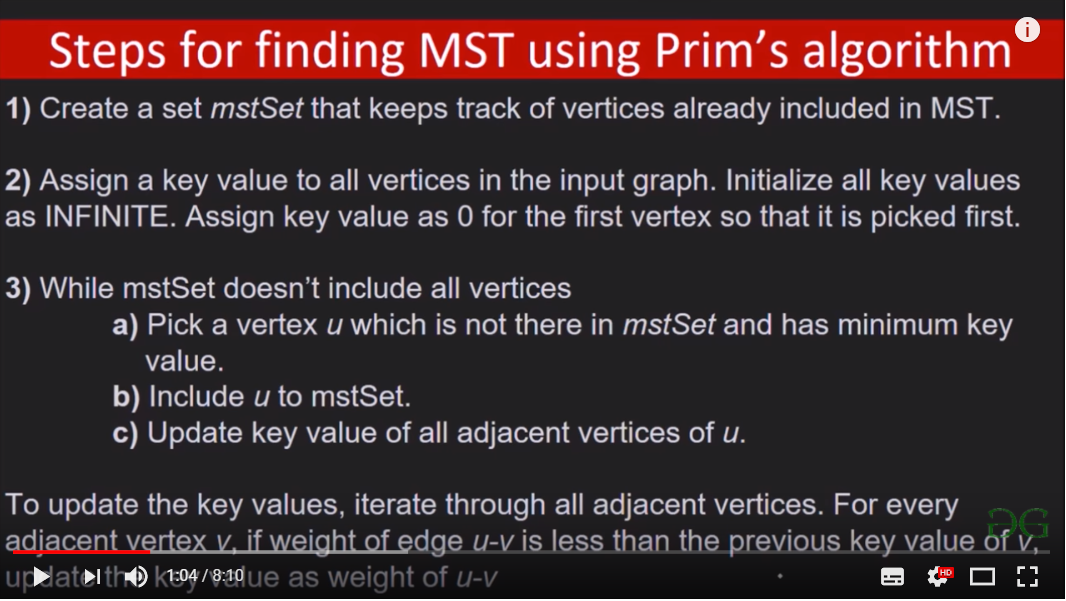 Steps for finding MST using Prim's algorithm
i
1) Create a set mstSet that keeps track of vertices already included in MST.
2) Assign a key value to all vertices in the input graph. Initialize all key values
as INFINITE. Assign key value as 0 for the first vertex so that it is picked first.
3) While mstSet doesn't include all vertices
a) Pick a vertex u which is not there in mstSet and has minimum key
value.
b) Include u to mstSet.
c) Update key value of all adjacent vertices of u.
To update the key values, iterate through all adjacent vertices. For every
adjacent vertex v, if weight of edge u-v is less than the previous key value of v,
update the key value as weight of u-v
1:04 / 8:10
HD